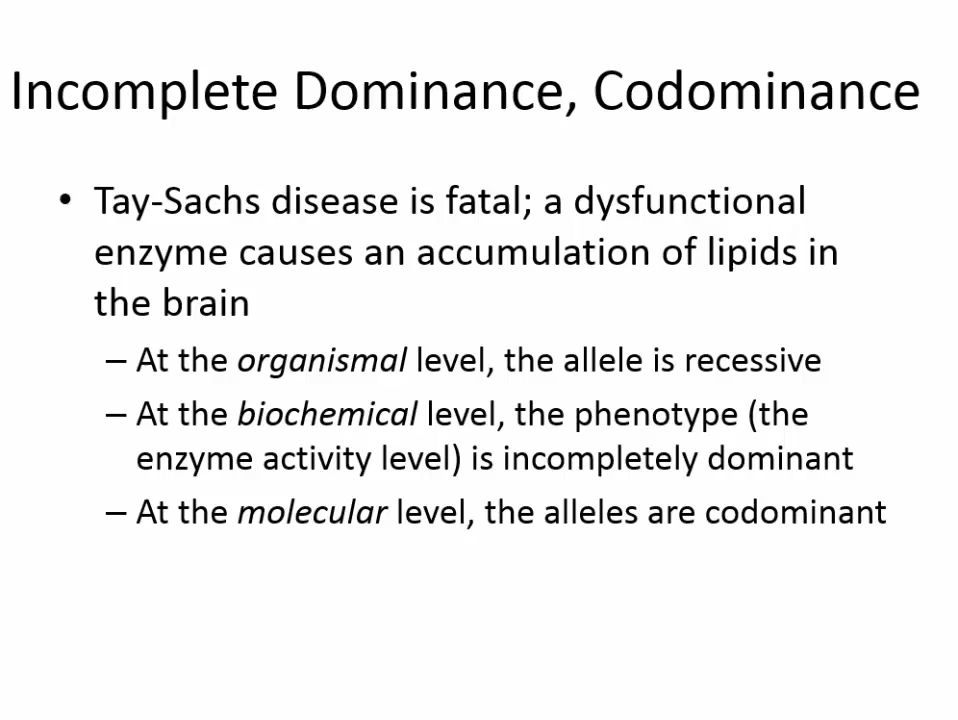 Incomplete Dominance, Codominance
• Tay-Sachs disease is fatal; a dysfunctional
enzyme causes an accumulation of lipids in
the brain
– At the organismal level, the allele is recessive
– At the biochemical level, the phenotype (the
enzyme activity level) is incompletely dominant
– At the molecular level, the alleles are codominant